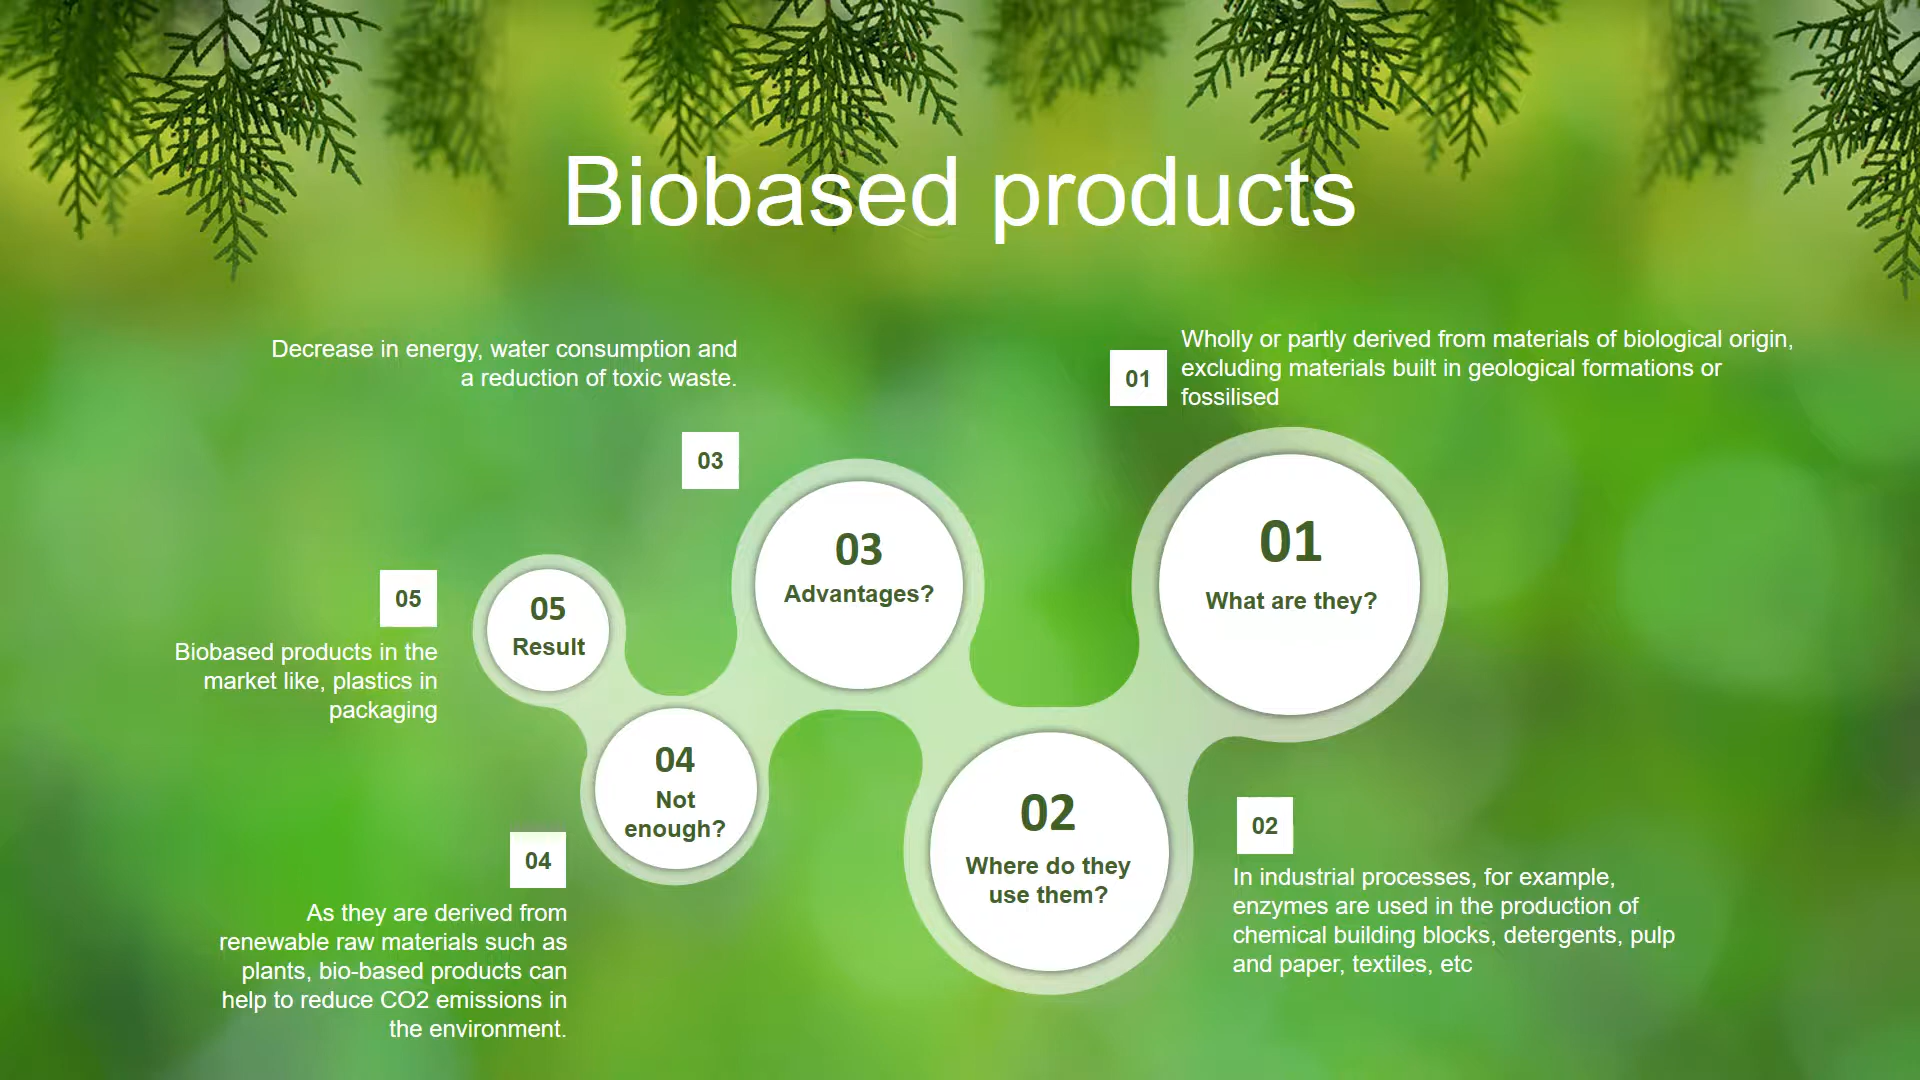 Biobased products
Decrease in energy, water consumption and
a reduction of toxic waste.
01
Wholly or partly derived from materials of biological origin,
excluding materials built in geological formations or
fossilised
03
01
What are they?
03
Advantages?
05
05
Result
Biobased products in the
market like, plastics in
packaging
04
Not
enough?
02
Where do they
use them?
02
In industrial processes, for example,
enzymes are used in the production of
chemical building blocks, detergents, pulp
and paper, textiles, etc
04
As they are derived from
renewable raw materials such as
plants, bio-based products can
help to reduce CO2 emissions in
the environment.